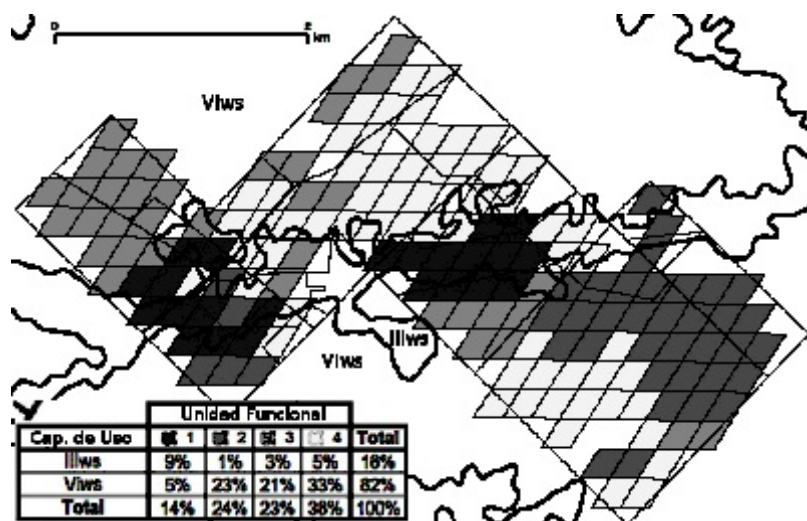 0 2
km
VIws
IIIws
VIws
Unidad Funcional
Cap. de Uso 1 2 3 4 Total
IIIws 9% 1% 3% 5% 18%
VIws 5% 23% 21% 33% 82%
Total 14% 24% 23% 38% 100%